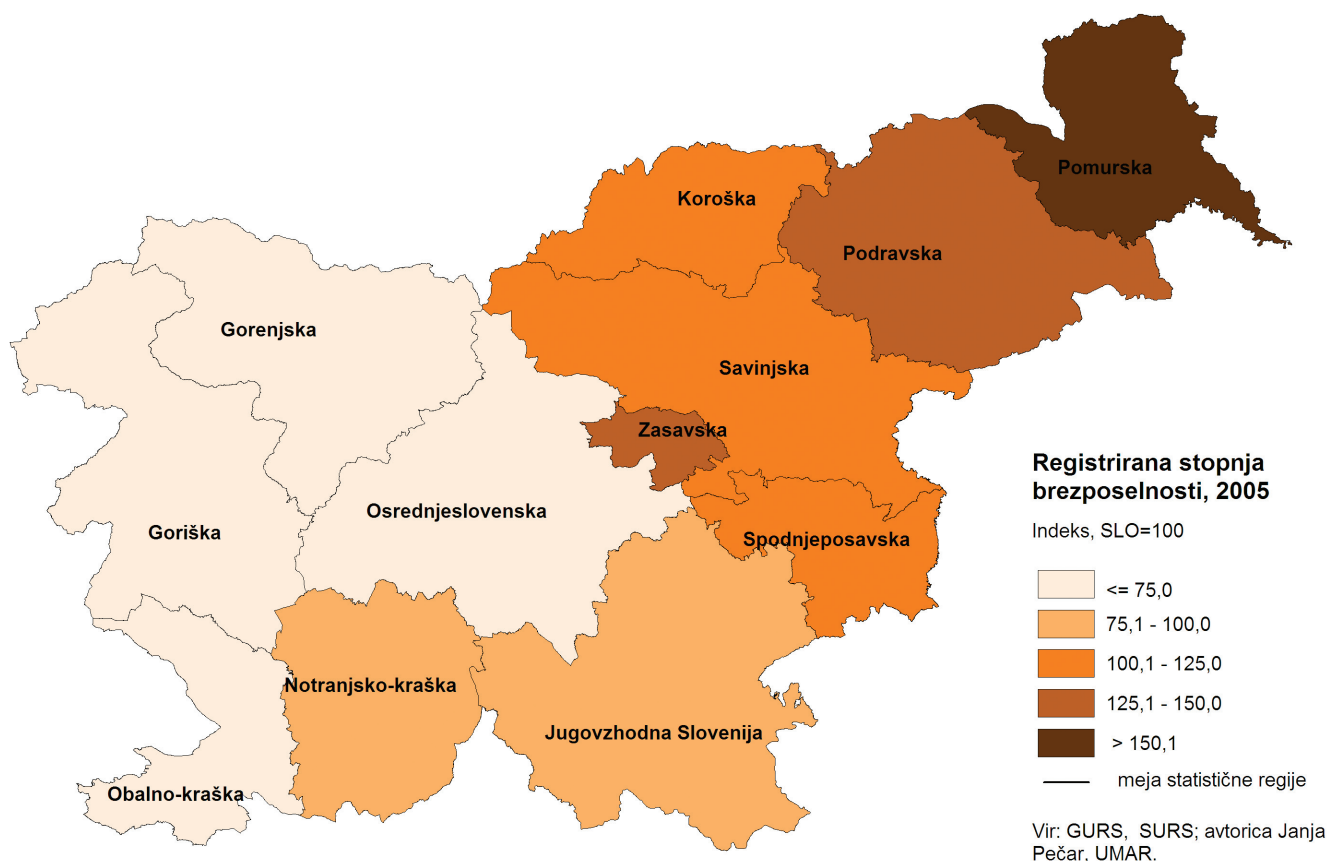 Pomurska
Koroška
Podravska
Gorenjska
Savinjska
Zasavska
Osrednjeslovenska
Goriška
Spodnjeposavska
Notranjsko-kraška
Jugovzhodna Slovenija
Obalno-kraška
Registrirana stopnja
brezposelnosti, 2005
Indeks, SLO=100
<= 75,0
75,1 - 100,0
100,1 - 125,0
125,1 - 150,0
> 150,1
meja statistične regije
Vir: GURS, SURS; avtorica Janja
Pečar, UMAR.